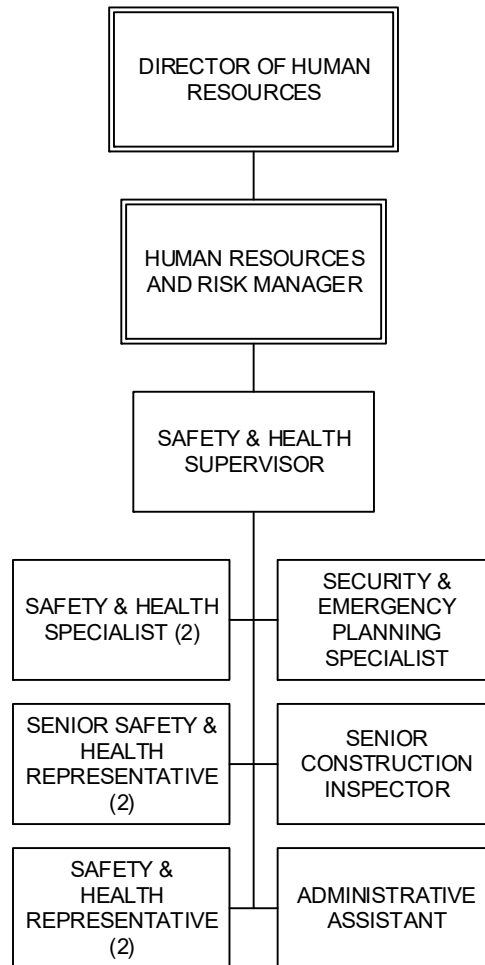 DIRECTOR OF HUMAN
RESOURCES
HUMAN RESOURCES
AND RISK MANAGER
SAFETY & HEALTH
SUPERVISOR
SAFETY & HEALTH
SPECIALIST (2)
SECURITY &
EMERGENCY
PLANNING
SPECIALIST
SENIOR SAFETY &
HEALTH
REPRESENTATIVE
(2)
SENIOR
CONSTRUCTION
INSPECTOR
SAFETY &
HEALTH
REPRESENTATIVE
(2)
ADMINISTRATIVE
ASSISTANT